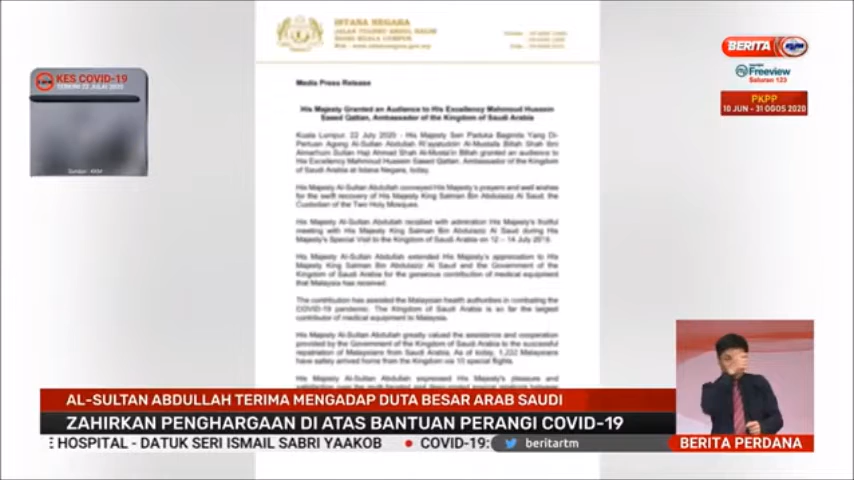 ISTANA NEGARA
BERITA RTM
KES COVID-19
TERKINI 22 JULAI 2020
Freeview
Saluran 123
PKPP
10 JUN - 31 OGOS 2020
Media Press Release
His Majesty Granted an Audience to His Excellency Mahmoud Hussein
Saeed Qattan, Ambassador of the Kingdom of Saudi Arabia
Kuala Lumpur, 22 July 2020 - His Majesty Seri Paduka Baginda Yang Di-
Pertuan Agong Al-Sultan Abdullah Ri'ayatuddin Al-Mustafa Billah Shah Ibni
Almarhum Sultan Haji Ahmad Shah Al-Musta'in Billah granted an audience to
His Excellency Mahmoud Hussein Saeed Qattan, Ambassador of the Kingdom
of Saudi Arabia at Istana Negara, today.
His Majesty Al-Sultan Abdullah conveyed His Majesty's prayers and well wishes
for the swift recovery of His Majesty King Salman Bin Abdulaziz Al Saud, the
Custodian of the Two Holy Mosques.
His Majesty Al-Sultan Abdullah recalled with admiration His Majesty's fruitful
meeting with His Majesty King Salman Bin Abdulaziz Al Saud during His
Majesty's Special Visit to the Kingdom of Saudi Arabia on 12 – 14 July 2019.
His Majesty Al-Sultan Abdullah extended His Majesty's appreciation to His
Majesty King Salman Bin Abdulaziz Al Saud and the Government of the
Kingdom of Saudi Arabia for the generous contribution of medical equipment
that Malaysia has received.
The contribution has assisted the Malaysian health authorities in combating the
COVID-19 pandemic. The Kingdom of Saudi Arabia is so far the largest
contributor of medical equipment to Malaysia.
His Majesty Al-Sultan Abdullah greatly valued the assistance and cooperation
provided by the Government of the Kingdom of Saudi Arabia to the successful
repatriation of Malaysians from Saudi Arabia. As of today, 1,222 Malaysians
have safely arrived home from the Kingdom via 10 special flights.
His Majesty Al-Sultan Abdullah expressed His Majesty's pleasure and
AL-SULTAN ABDULLAH TERIMA MENGADAP DUTA BESAR ARAB SAUDI
ZAHIRKAN PENGHARGAAN DI ATAS BANTUAN PERANGI COVID-19
HOSPITAL - DATUK SERI ISMAIL SABRI YAAKOB • COVID-19:
beritartm
BERITA PERDANA